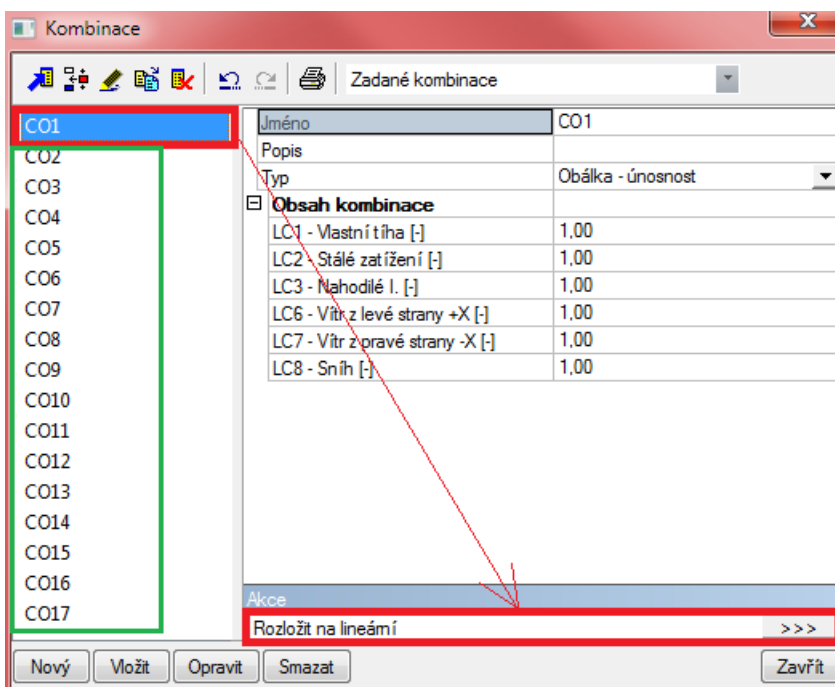 Kombinace
Zadané kombinace
CO1
CO2
CO3
CO4
CO5
CO6
CO7
CO8
CO9
CO10
CO11
CO12
CO13
CO14
CO15
CO16
CO17
Jméno CO1
Popis
Typ Obálka - únosnost
Obsah kombinace
LC1 - Vlastní tíha [-] 1,00
LC2 - Stálé zatížení [-] 1,00
LC3 - Nahodilé I. [-] 1,00
LC6 - Vítr z levé strany +X [-] 1,00
LC7 - Vítr z pravé strany -X [-] 1,00
LC8 - Sníh [-] 1,00
Akce
Rozložit na lineární >>>
Nový Vložit Opravit Smazat Zavřít